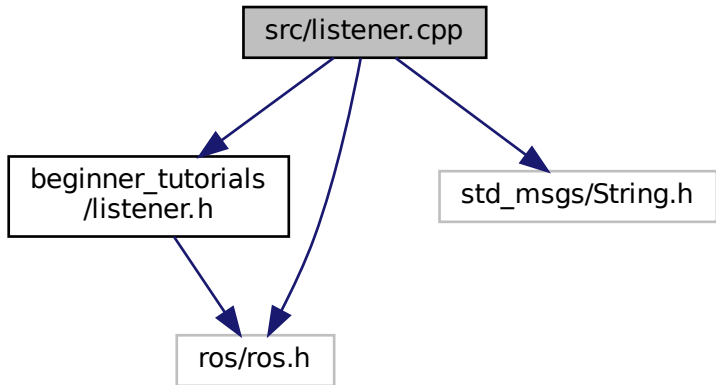 src/listener.cpp
beginner_tutorials
/listener.h
std_msgs/String.h
ros/ros.h